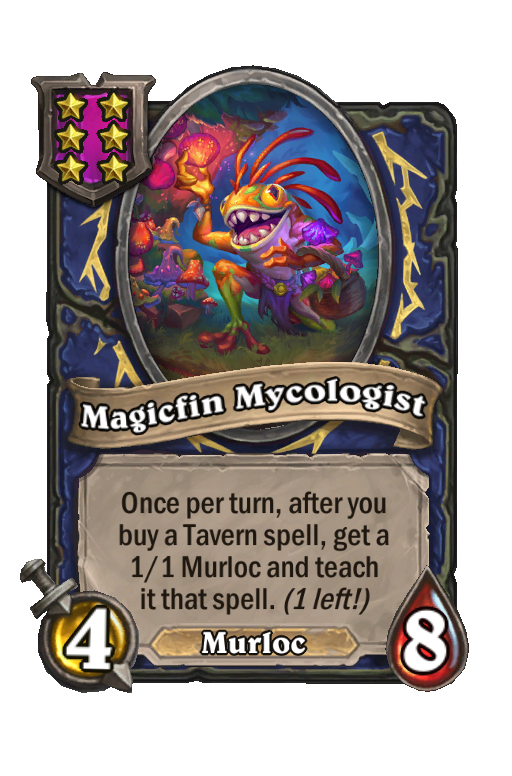 Magicfin Mycologist
Once per turn, after you
buy a Tavern spell, get a
1/1 Murloc and teach
it that spell. (1 left!)
4
Murloc
8